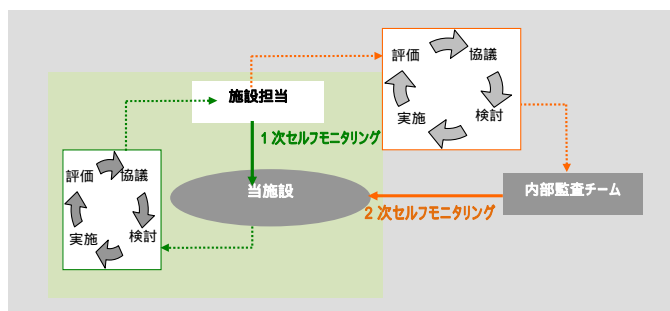 評価
協議
検討
実施
施設担当
1 次セルフモニタリング
評価
協議
検討
実施
当施設
内部監査チーム
2 次セルフモニタリング